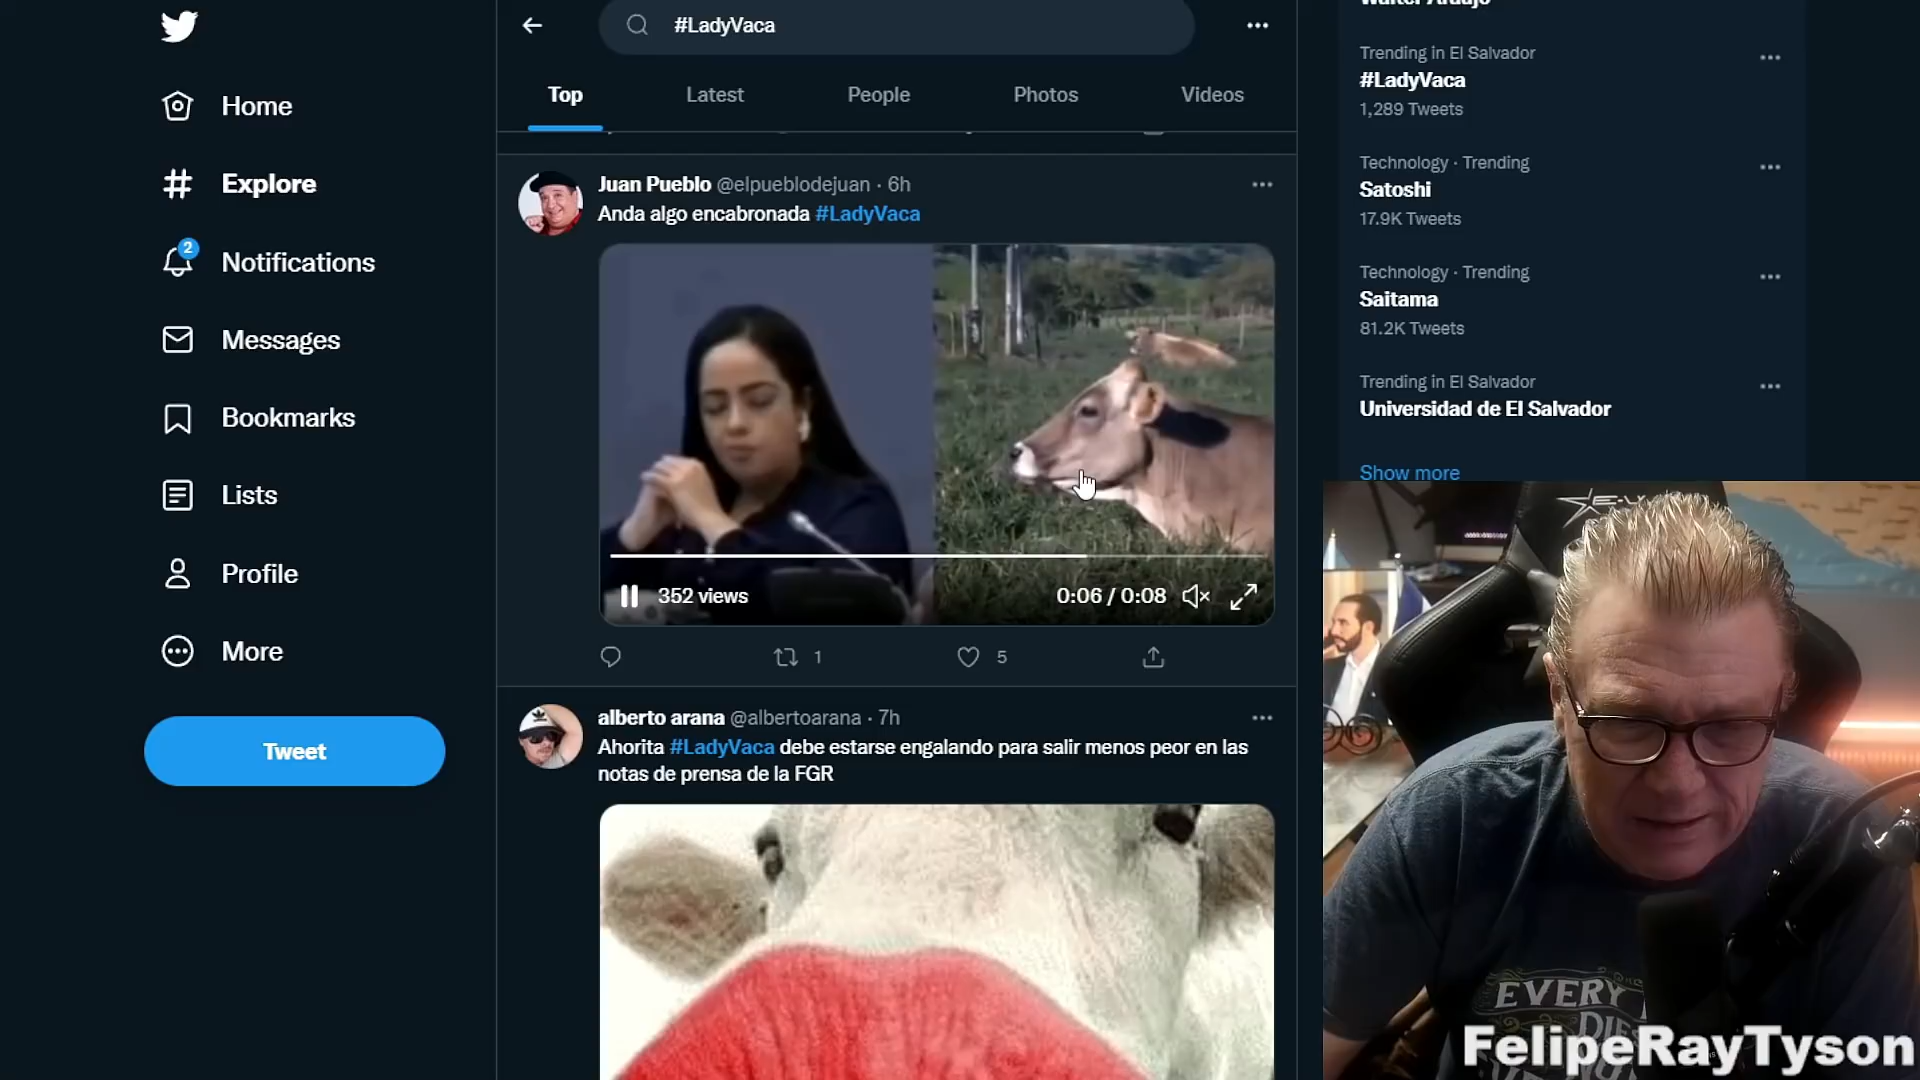 #LadyVaca
Top
Latest
People
Photos
Videos
Home
Explore
2
Notifications
Messages
Bookmarks
Lists
Profile
More
Tweet
Juan Pueblo @elpueblodejuan · 6h
Anda algo encabronada #LadyVaca
352 views
0:06 / 0:08
1
5
alberto arana @albertoarana · 7h
Ahorita #LadyVaca debe estarse engalando para salir menos peor en las
notas de prensa de la FGR
Walter Araujo
Trending in El Salvador
#LadyVaca
1,289 Tweets
Technology · Trending
Satoshi
17.9K Tweets
Technology · Trending
Saitama
81.2K Tweets
Trending in El Salvador
Universidad de El Salvador
Show more
EVERY
FelipeRayTyson